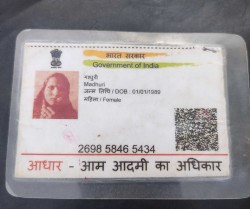 भारत सरकार
Government of India
Madhuri
जन्म तिथि / DOB : 01/01/1989
महिला / Female
2698 5846 5434
आधार - आम आदमी का अधिकार